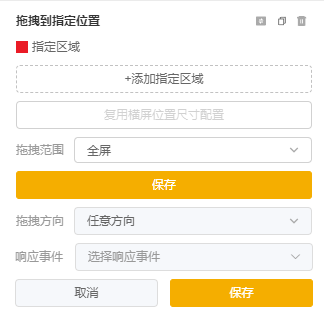 拖拽到指定位置
指定区域
+添加指定区域
复用横屏位置尺寸配置
拖拽范围 全屏
保存
拖拽方向 任意方向
响应事件 选择响应事件
取消 保存